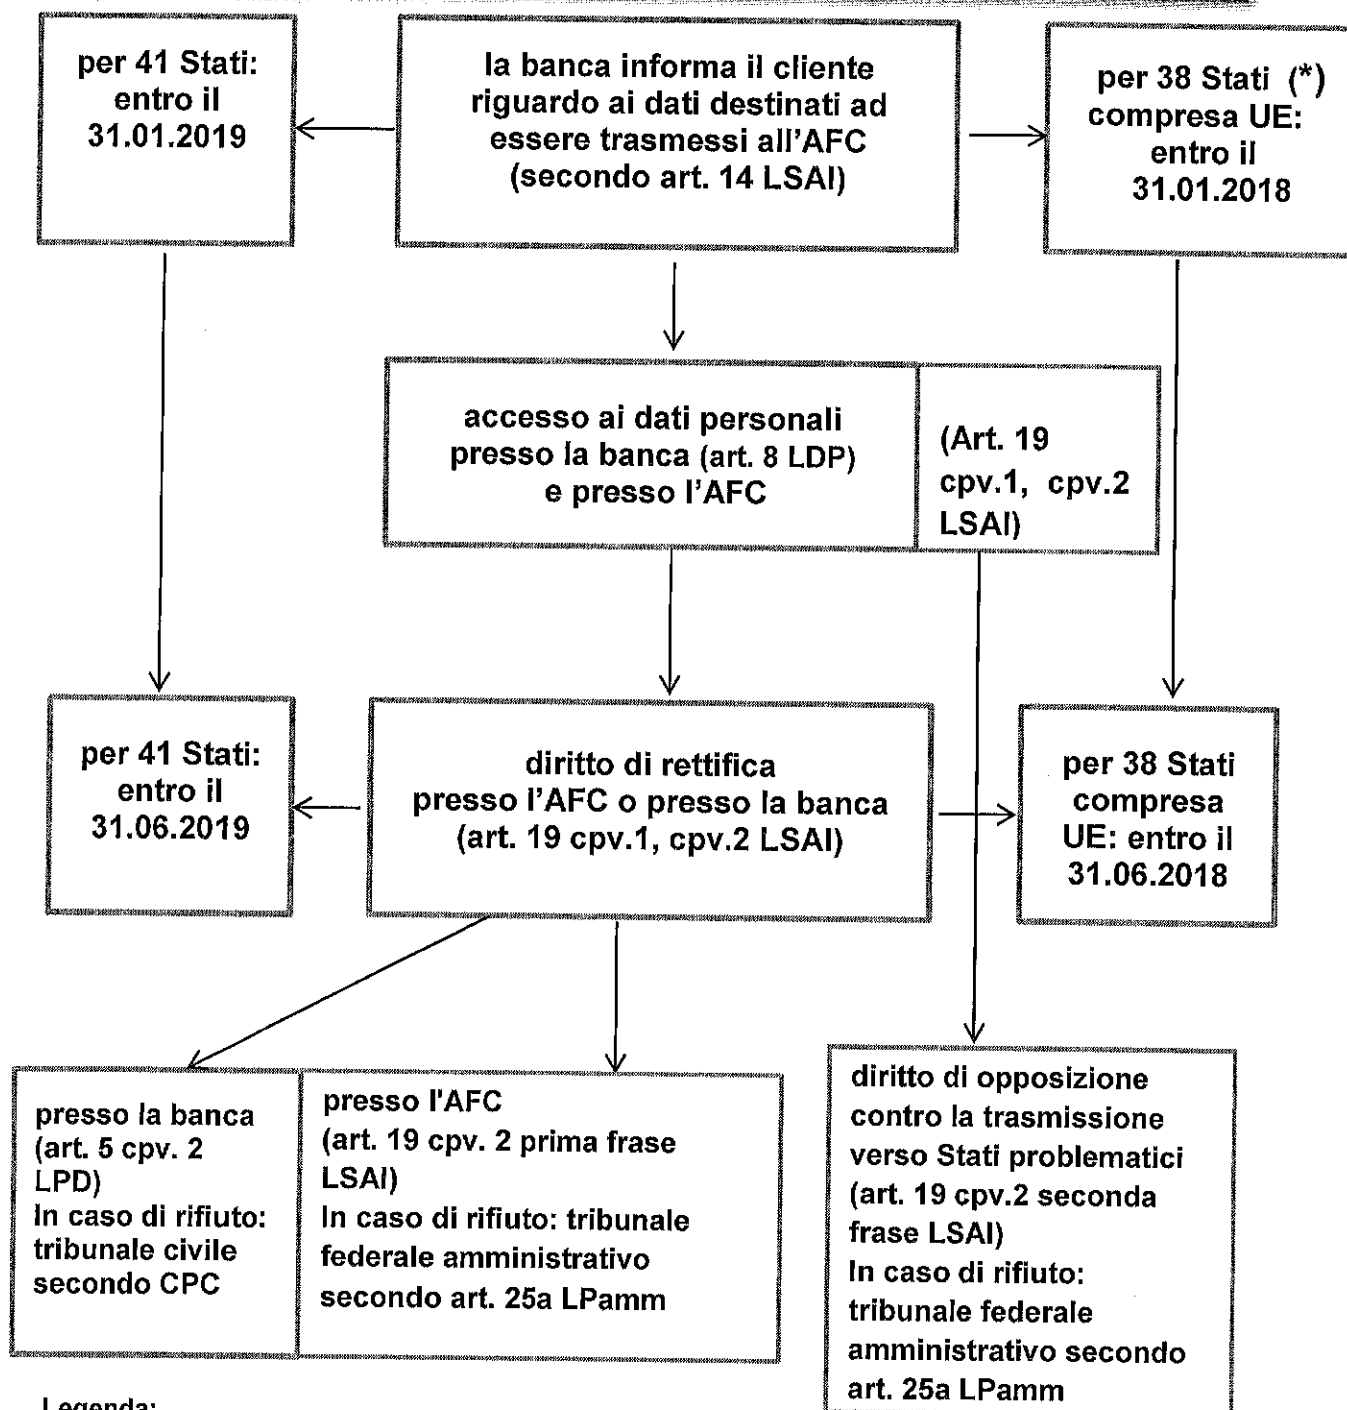 per 41 Stati:
entro il
31.01.2019
la banca informa il cliente
riguardo ai dati destinati ad
essere trasmessi all'AFC
(secondo art. 14 LSAI)
per 38 Stati (*)
compresa UE:
entro il
31.01.2018
accesso ai dati personali
presso la banca (art. 8 LDP)
e presso l'AFC
(Art. 19
cpv.1, cpv.2
LSAI)
per 41 Stati:
entro il
31.06.2019
diritto di rettifica
presso l'AFC o presso la banca
(art. 19 cpv.1, cpv.2 LSAI)
per 38 Stati
compresa
UE: entro il
31.06.2018
presso la banca
(art. 5 cpv. 2
LPD)
In caso di rifiuto:
tribunale civile
secondo CPC
presso l'AFC
(art. 19 cpv. 2 prima frase
LSAI)
In caso di rifiuto: tribunale
federale amministrativo
secondo art. 25a LPamm
diritto di opposizione
contro la trasmissione
verso Stati problematici
(art. 19 cpv.2 seconda
frase LSAI)
In caso di rifiuto:
tribunale federale
amministrativo secondo
art. 25a LPamm
Legenda: